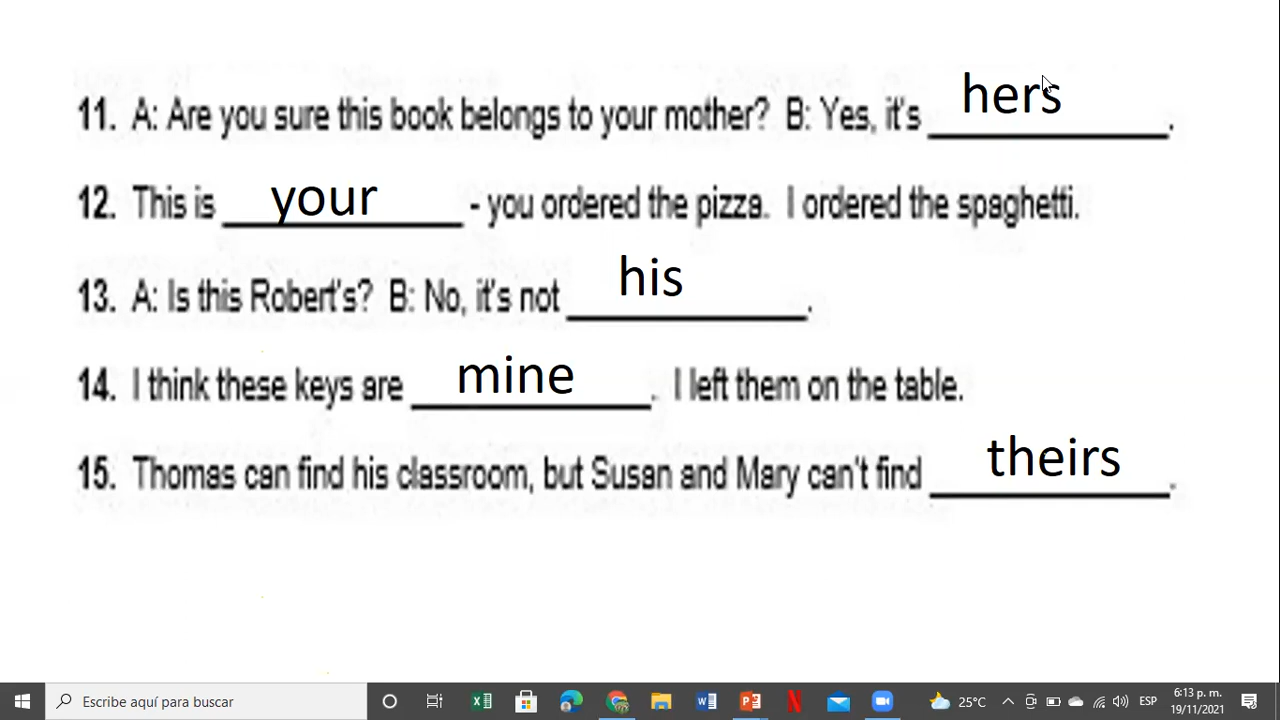 11. A: Are you sure this book belongs to your mother? B: Yes, it's hers.
12. This is your - you ordered the pizza. I ordered the spaghetti.
13. A: Is this Robert's? B: No, it's not his.
14. I think these keys are mine. I left them on the table.
15. Thomas can find his classroom, but Susan and Mary can't find theirs.
Escribe aquí para buscar
25°C
ESP
6:13 p. m.
19/11/2021